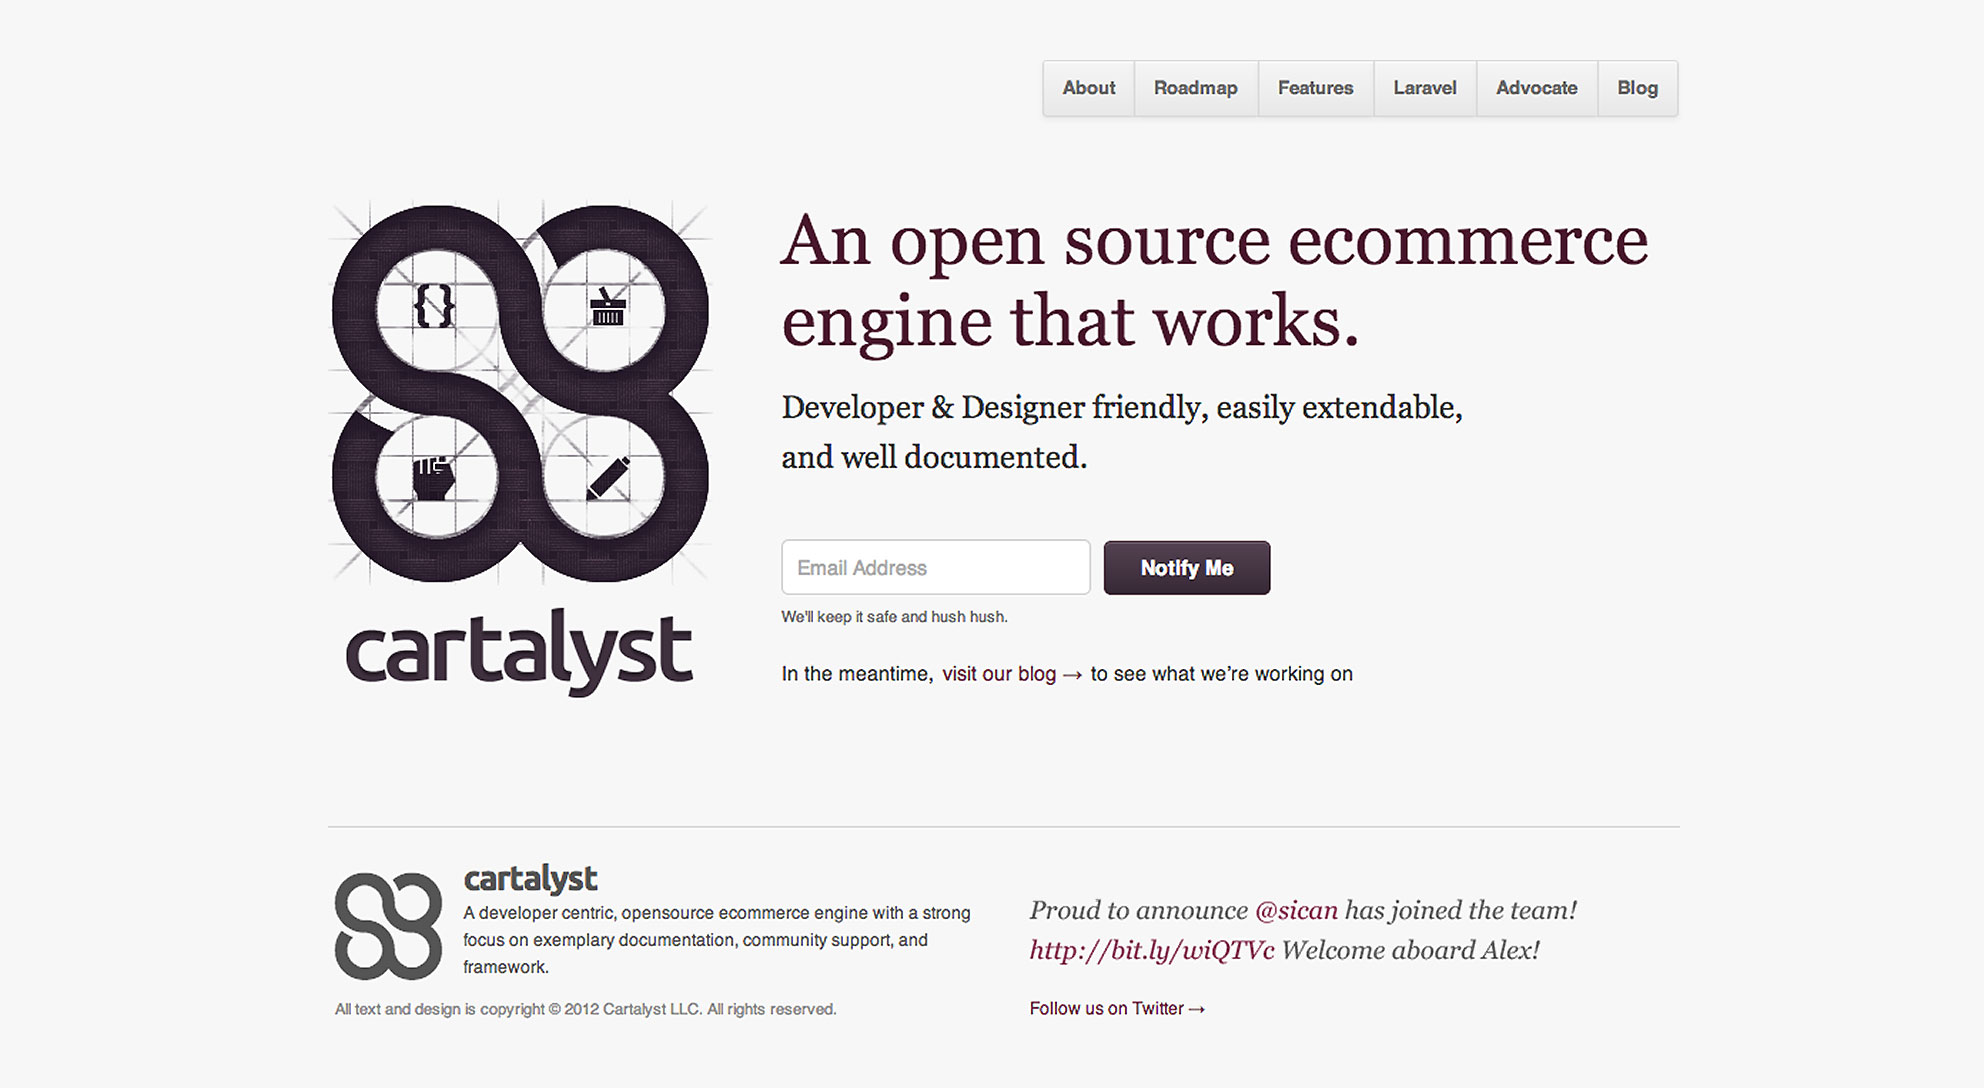 About Roadmap Features Laravel Advocate Blog
An open source ecommerce
engine that works.
Developer & Designer friendly, easily extendable,
and well documented.
Email Address
Notify Me
We'll keep it safe and hush hush.
cartalyst
In the meantime, visit our blog → to see what we’re working on
cartalyst
A developer centric, opensource ecommerce engine with a strong
focus on exemplary documentation, community support, and
framework.
All text and design is copyright © 2012 Cartalyst LLC. All rights reserved.
Proud to announce @sican has joined the team!
http://bit.ly/wiQTVc Welcome aboard Alex!
Follow us on Twitter →